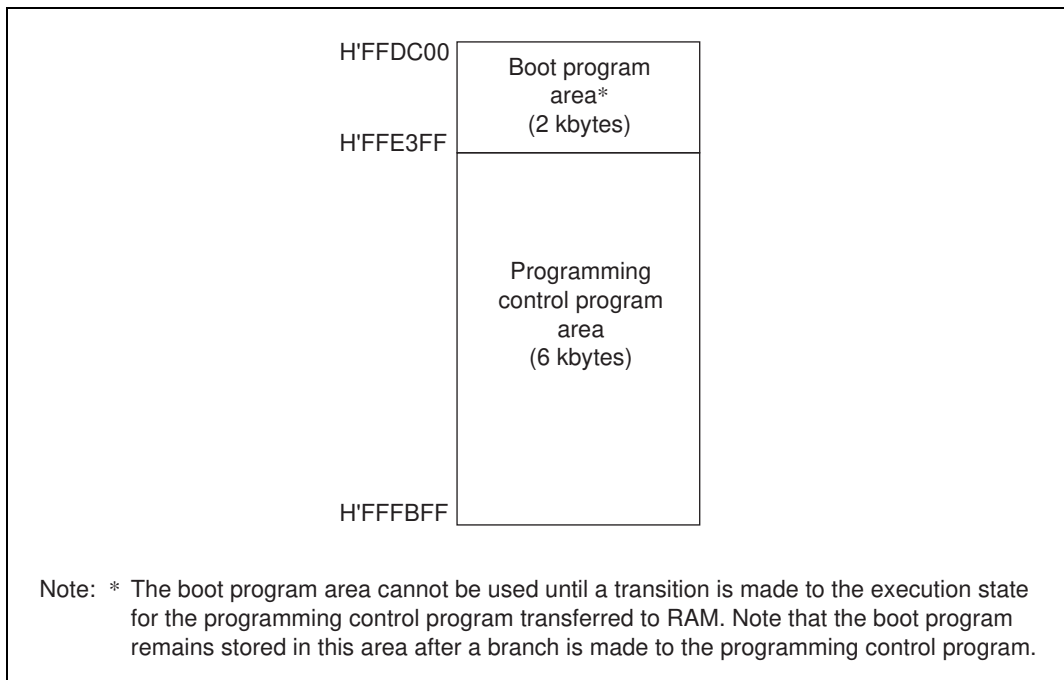 H'FFDC00
Boot program
area*
(2 kbytes)
H'FFE3FF
Programming
control program
area
(6 kbytes)
H'FFFBFF
Note: * The boot program area cannot be used until a transition is made to the execution state
for the programming control program transferred to RAM. Note that the boot program
remains stored in this area after a branch is made to the programming control program.